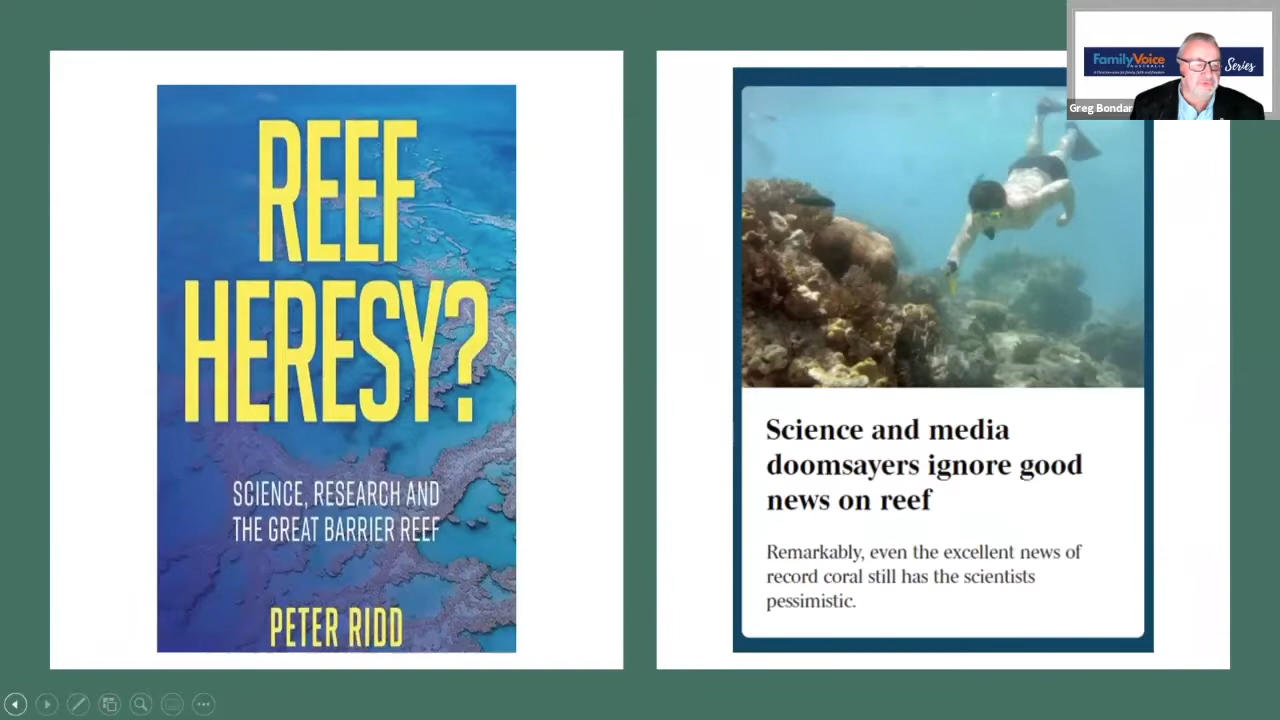 REEF
HERESY?
SCIENCE, RESEARCH AND
THE GREAT BARRIER REEF
PETER RIDD
Science and media
doomsayers ignore good
news on reef
Remarkably, even the excellent news of
record coral still has the scientists
pessimistic.
FamilyVoice
AUSTRALIA
Series
Greg Bondar